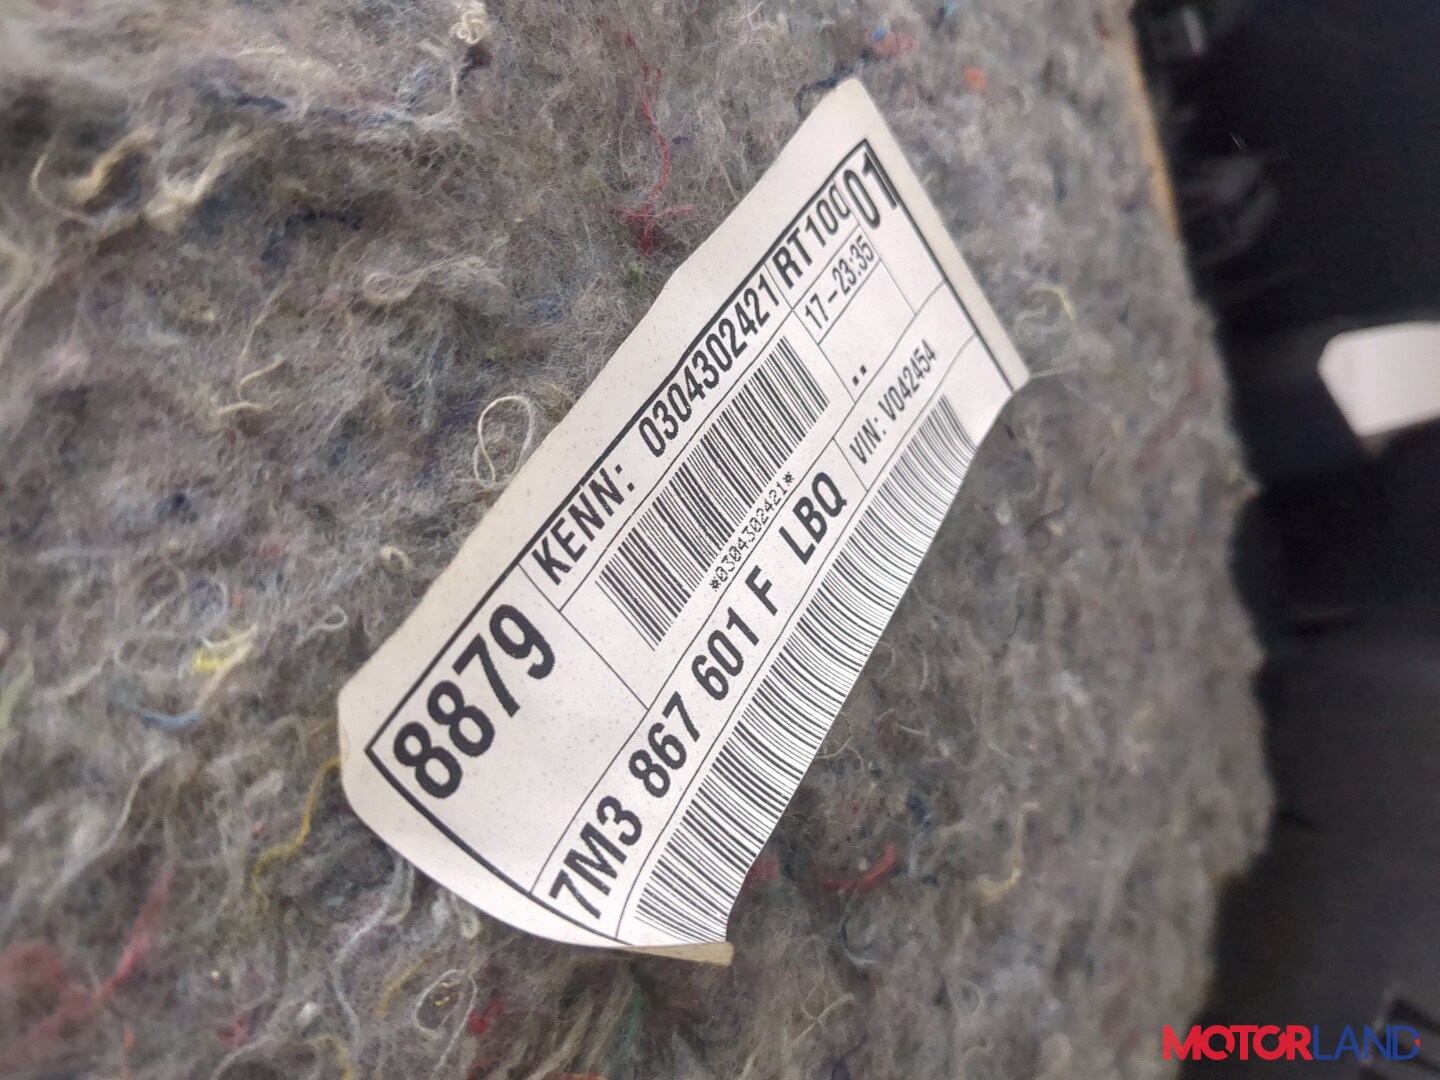 KENN: 0304302421 RT100 01
17-23:35
*0304302421*
..
8879
VIN: V042454
7M3 867 601 F LBQ
MOTORLAND